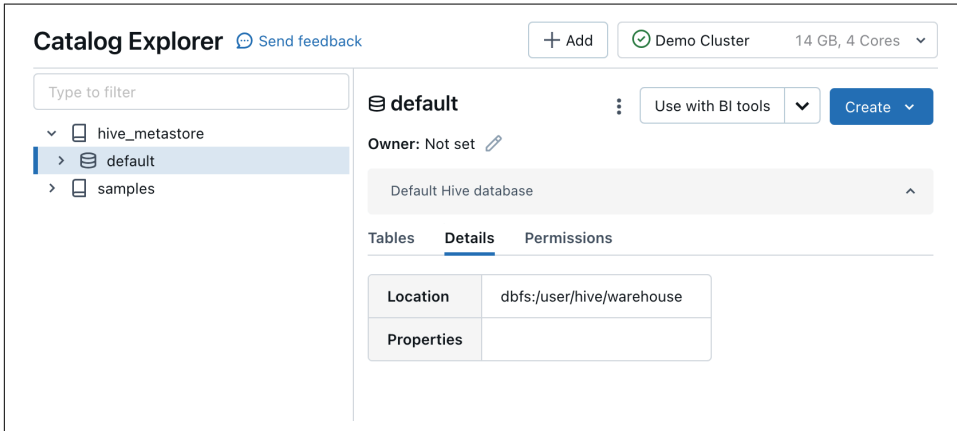 Catalog Explorer Send feedback
+ Add
Demo Cluster 14 GB, 4 Cores
Type to filter
hive_metastore
default
samples
default
Use with BI tools
Create
Owner: Not set
Default Hive database
Tables Details Permissions
Location dbfs:/user/hive/warehouse
Properties